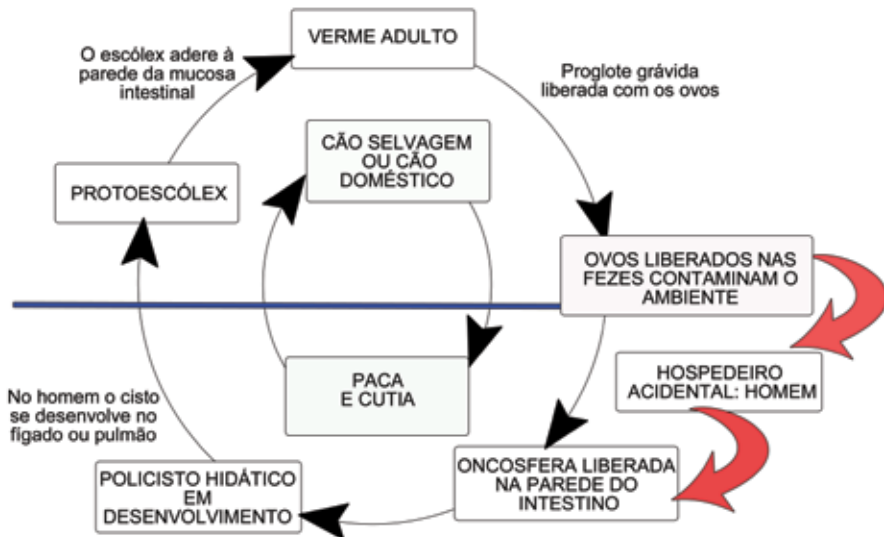 VERME ADULTO
O escólex adere à
parede da mucosa
intestinal
Proglote grávida
liberada com os ovos
CÃO SELVAGEM
OU CÃO
DOMÉSTICO
PROTOESCÓLEX
OVOS LIBERADOS NAS
FEZES CONTAMINAM O
AMBIENTE
PACA
E CUTIA
HOSPEDEIRO
ACIDENTAL: HOMEM
No homem o cisto
se desenvolve no
fígado ou pulmão
ONCOSFERA LIBERADA
NA PAREDE DO
INTESTINO
POLICISTO HIDÁTICO
EM
DESENVOLVIMENTO